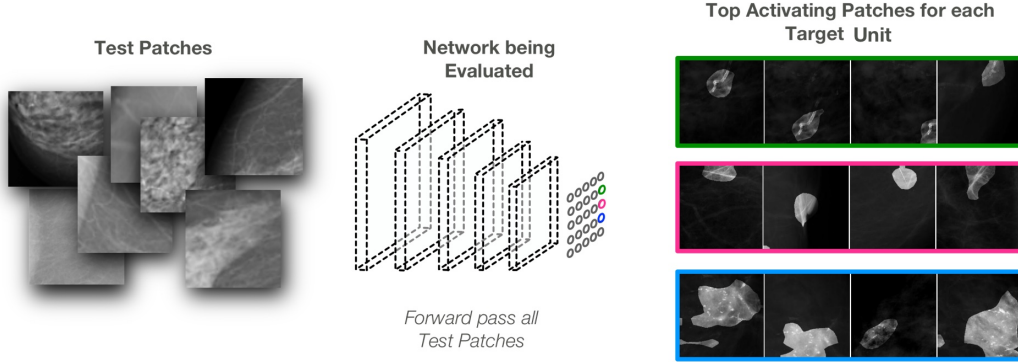 Test Patches
Network being
Evaluated
Forward pass all
Test Patches
Top Activating Patches for each
Target Unit